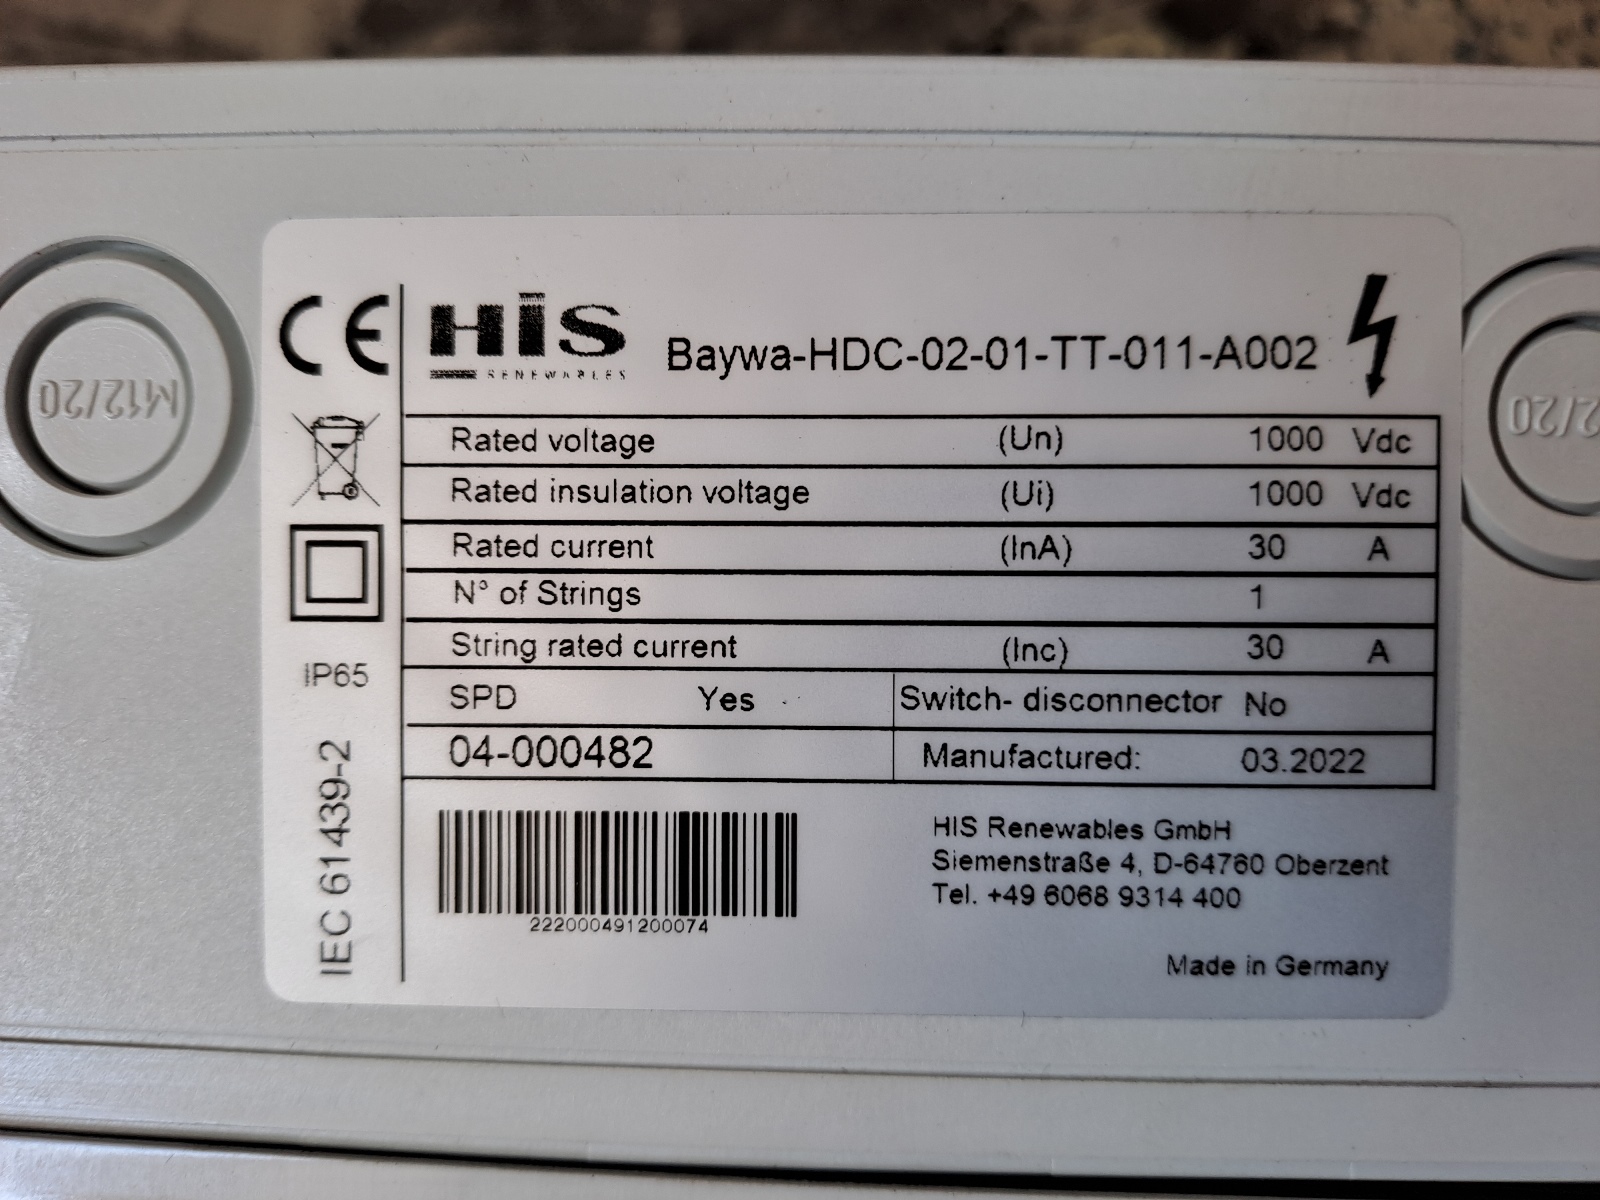 CE
HIS
RENEWABLES
Baywa-HDC-02-01-TT-011-A002
Rated voltage (Un) 1000 Vdc
Rated insulation voltage (Ui) 1000 Vdc
Rated current (InA) 30 A
N° of Strings 1
String rated current (Inc) 30 A
SPD Yes Switch- disconnector No
04-000482 Manufactured: 03.2022
IP65
IEC 61439-2
222000491200074
HIS Renewables GmbH
Siemenstraße 4, D-64760 Oberzent
Tel. +49 6068 9314 400
Made in Germany
M12/20
2/20